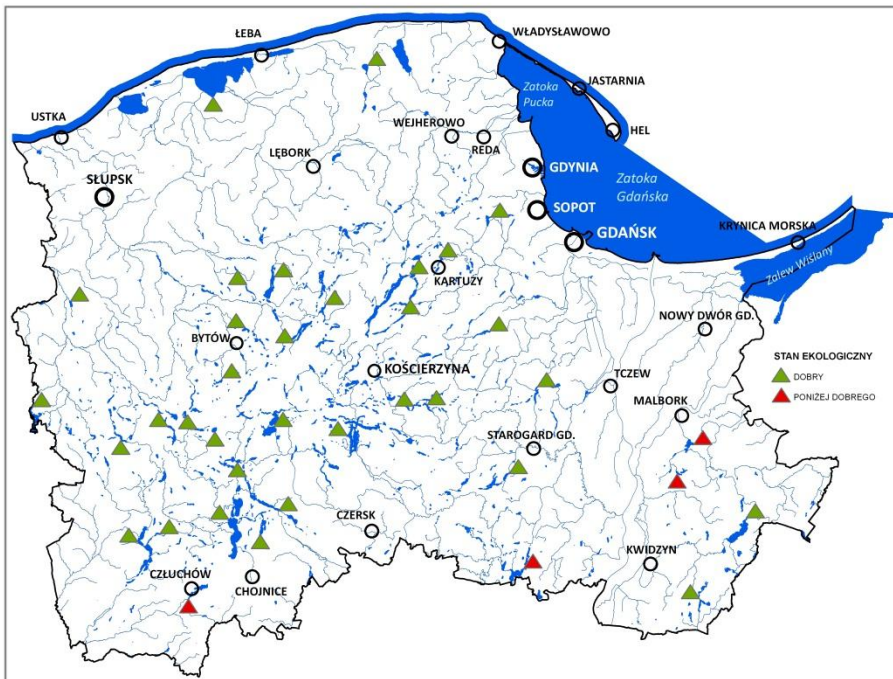 WŁADYSŁAWOWO
ŁEBA
JASTARNIA
Zatoka
Pucka
USTKA
WEJHEROWO
HEL
REDA
LĘBORK
GDYNIA
SŁUPSK
Zatoka
Gdańska
SOPOT
KRYNICA MORSKA
GDAŃSK
Zalew Wiślany
KARTUZY
NOWY DWÓR GD.
BYTÓW
STAN EKOLOGICZNY
DOBRY
PONIŻEJ DOBREGO
KOŚCIERZYNA
TCZEW
MALBORK
STAROGARD GD.
CZERSK
KWIDZYN
CZŁUCHÓW
CHOJNICE